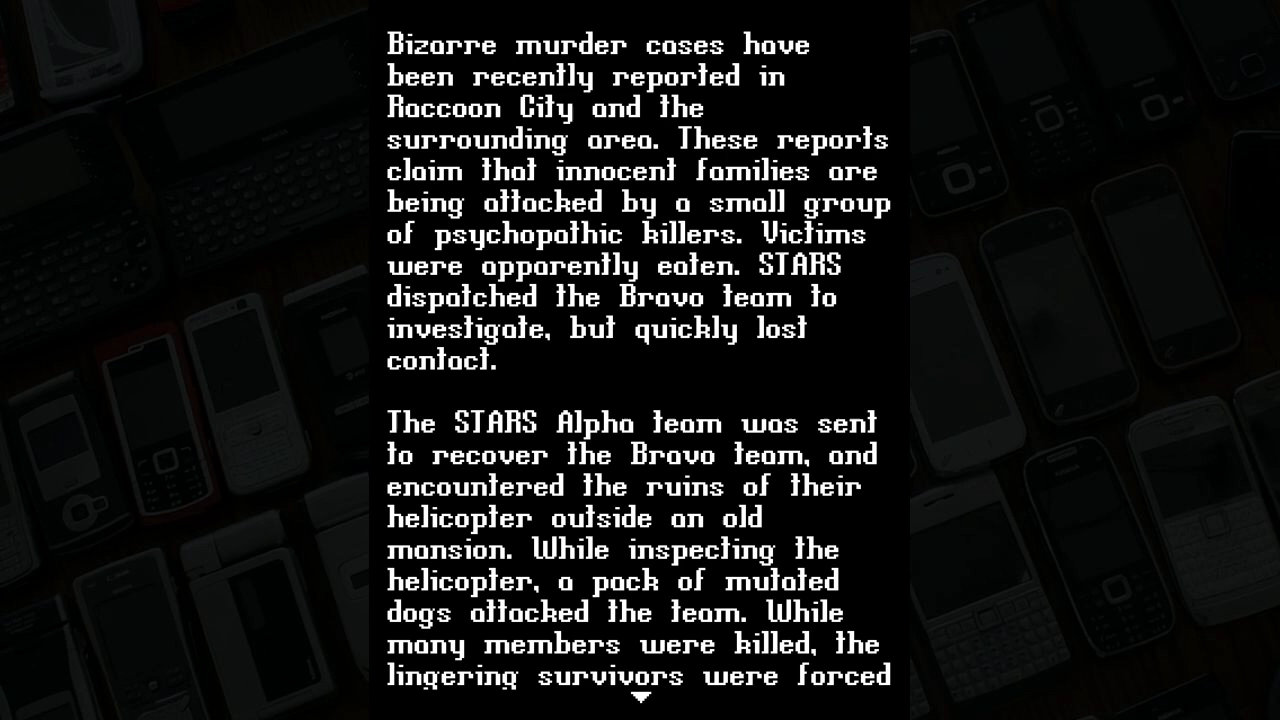 Bizarre murder cases have
been recently reported in
Raccoon City and the
surrounding area. These reports
claim that innocent families are
being attacked by a small group
of psychopathic killers. Victims
were apparently eaten. STARS
dispatched the Bravo team to
investigate, but quickly lost
contact.
The STARS Alpha team was sent
to recover the Bravo team, and
encountered the ruins of their
helicopter outside an old
mansion. While inspecting the
helicopter, a pack of mutated
dogs attacked the team. While
many members were killed, the
lingering survivors were forced